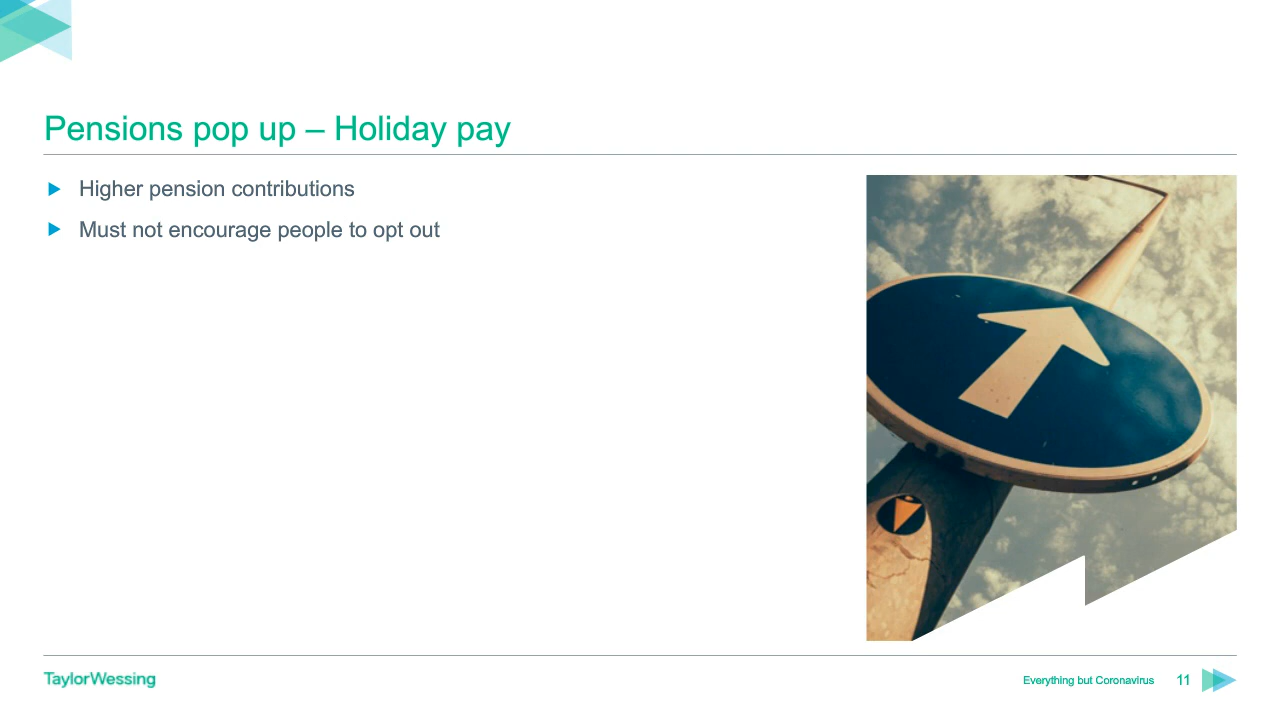 Pensions pop up – Holiday pay
Higher pension contributions
Must not encourage people to opt out
TaylorWessing
Everything but Coronavirus
11